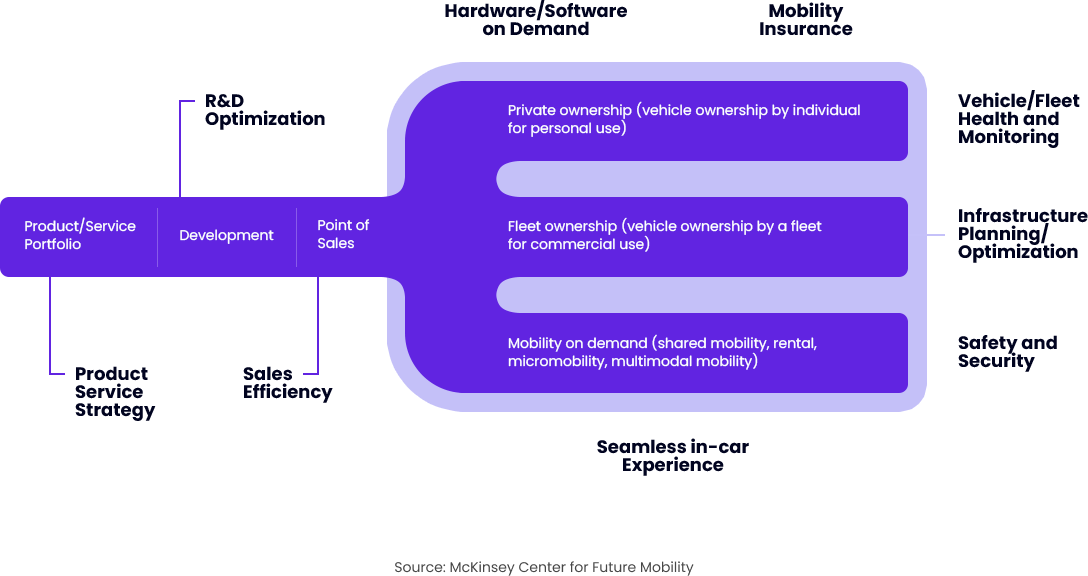 Hardware/Software
on Demand
Mobility
Insurance
R&D
Optimization
Private ownership (vehicle ownership by individual
for personal use)
Vehicle/Fleet
Health and
Monitoring
Product/Service
Portfolio
Development
Point of
Sales
Fleet ownership (vehicle ownership by a fleet
for commercial use)
Infrastructure
Planning/
Optimization
Mobility on demand (shared mobility, rental,
micromobility, multimodal mobility)
Safety and
Security
Product
Service
Strategy
Sales
Efficiency
Seamless in-car
Experience
Source: McKinsey Center for Future Mobility